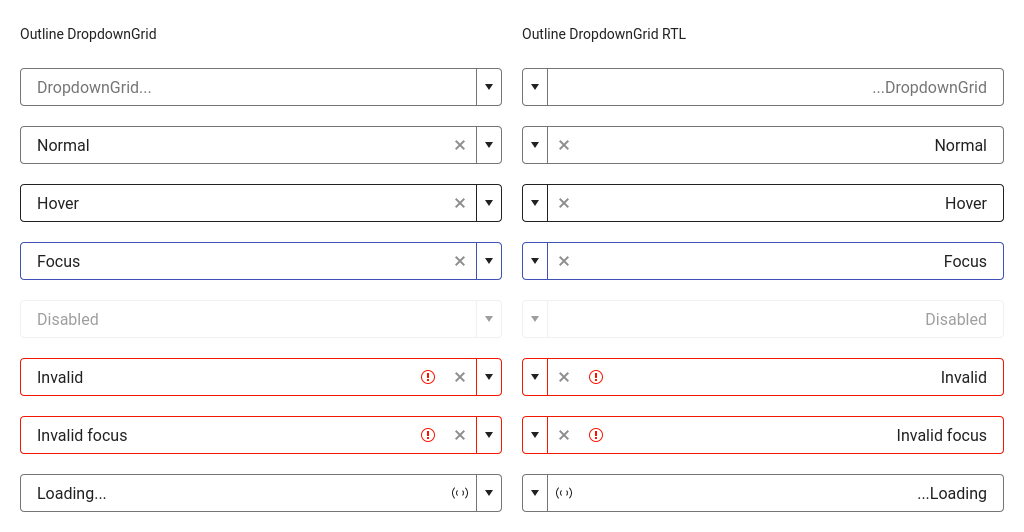 Outline DropdownGrid
DropdownGrid...
Normal
Hover
Focus
Disabled
Invalid
Invalid focus
Loading...
Outline DropdownGrid RTL
...DropdownGrid
Normal
Hover
Focus
Disabled
Invalid
Invalid focus
...Loading